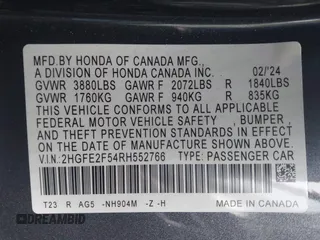 MFD.BY HONDA OF CANADA MFG.,
A DIVISION OF HONDA CANADA INC. 02/'24
GVWR 3880LBS GAWR F 2072LBS R 1840LBS
GVWR 1760KG GAWR F 940KG R 835KG
THIS VEHICLE CONFORMS TO ALL APPLICABLE
FEDERAL MOTOR VEHICLE SAFETY , BUMPER ,
AND THEFT PREVENTION STANDARDS IN EFFECT
ON THE DATE OF MANUFACTURE SHOWN ABOVE.
V.I.N:2HGFE2F54RH552766 TYPE: PASSENGER CAR
T23 R AG5 -NH904M -Z -H MADE IN CANADA
DREAMBID